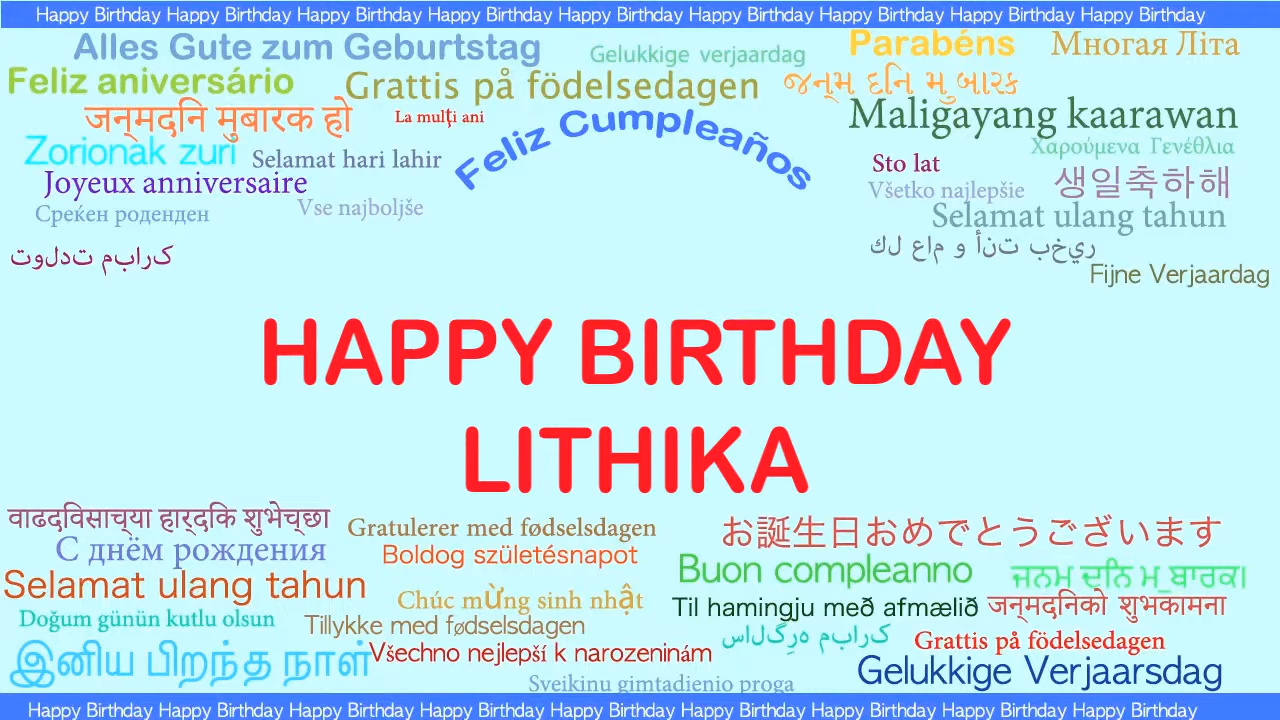 Happy Birthday Happy Birthday Happy Birthday Happy Birthday Happy Birthday Happy Birthday Happy Birthday Happy Birthday Happy Birthday
Alles Gute zum Geburtstag
Gelukkige verjaardag
Parabéns
Многая Літа
Feliz aniversário
Grattis på födelsedagen
જન્મ દનિ મુબારક
जन्मदनि मुबारक हो
La mulţi ani
Feliz Cumpleaños
Maligayang kaarawan
Zorionak zuri
Selamat hari lahir
Sto lat
Χαρούμενα Γενέθλια
Joyeux anniversaire
Všetko najlepšie
생일축하해
Среќен роденден
Vse najboljše
Selamat ulang tahun
تولدت مبارک
كل عام و أنت بخير
Fijne Verjaardag
HAPPY BIRTHDAY
LITHIKA
वाढदविसाच्या हार्दकि शुभेच्छा
Gratulerer med fødselsdagen
お誕生日おめでとうございます
С днём рождения
Boldog születésnapot
Buon compleanno
ਜਨਮ ਦਨਿ ਮੁਬਾਰਕ।
Selamat ulang tahun
Chúc mừng sinh nhật
Til hamingju með afmælið
जन्मदनिको शुभकामना
Doğum günün kutlu olsun
Tillykke med fødselsdagen
سالگرِہ مبارک
Grattis på födelsedagen
இனிய பிறந்த நாள்
Všechno nejlepší k narozeninám
Gelukkige Verjaarsdag
Sveikinu gimtadienio proga
Happy Birthday Happy Birthday Happy Birthday Happy Birthday Happy Birthday Happy Birthday Happy Birthday Happy Birthday Happy Birthday